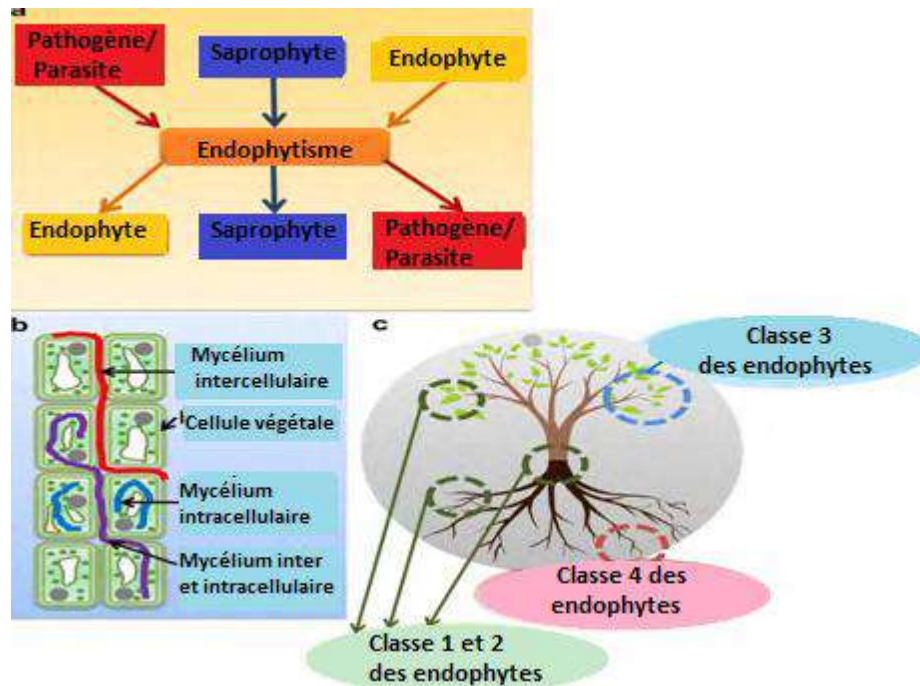 a
Pathogène/
Parasite
Saprophyte
Endophyte
Endophytisme
Endophyte
Saprophyte
Pathogène/
Parasite
b
Mycélium
intercellulaire
Cellule végétale
Mycélium
intracellulaire
Mycélium inter
et intracellulaire
c
Classe 3
des endophytes
Classe 4 des
endophytes
Classe 1 et 2
des endophytes